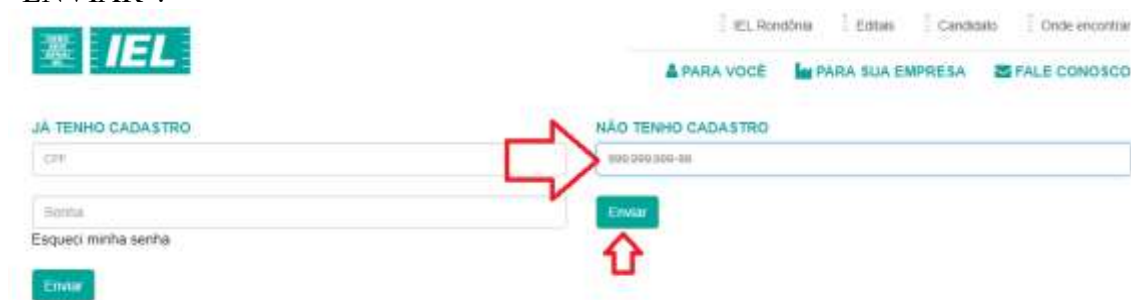 ENVIAR".
IEL
IEL Rondônia Editais Candidato Onde encontrar
PARA VOCÊ PARA SUA EMPRESA FALE CONOSCO
JÁ TENHO CADASTRO
CPF
Senha
Esqueci minha senha
Enviar
NÃO TENHO CADASTRO
999.999.999-99
Enviar